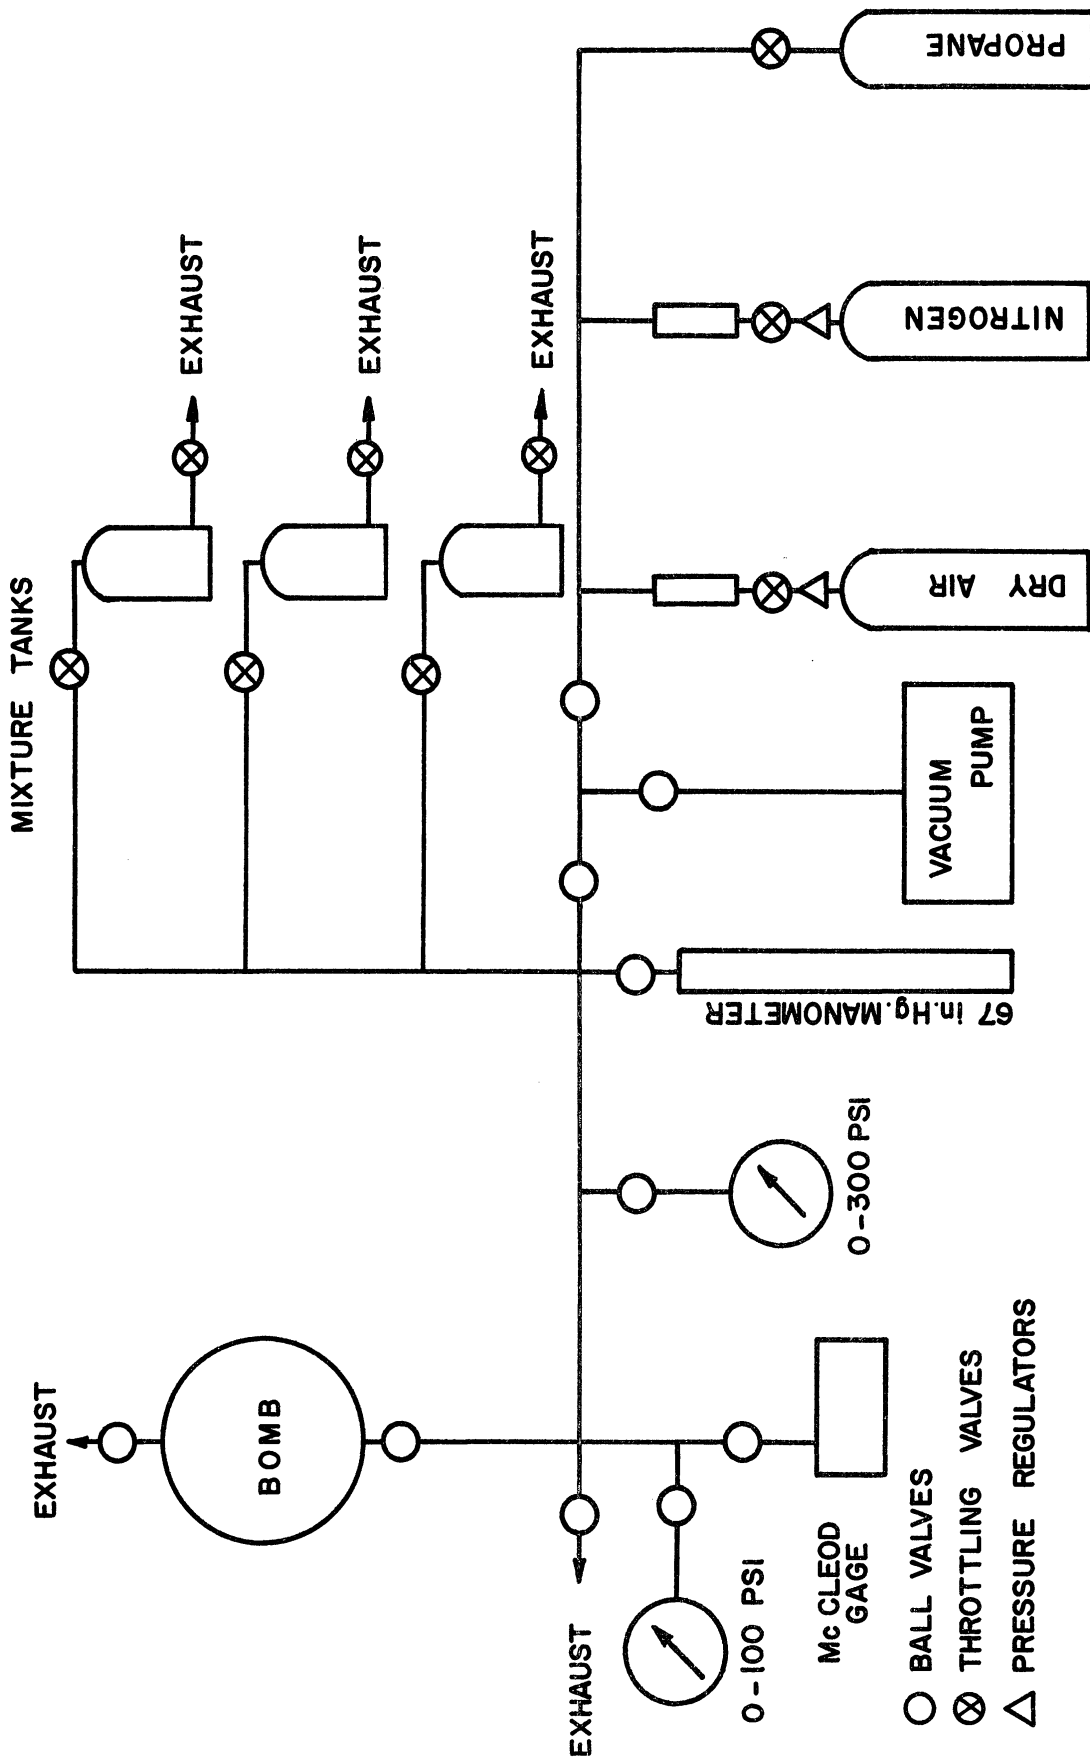 MIXTURE TANKS
EXHAUST
EXHAUST
EXHAUST
EXHAUST
BOMB
EXHAUST
0-100 PSI
Mc CLEOD
GAGE
0-300 PSI
67 in.Hg.MANOMETER
VACUUM
PUMP
DRY AIR
NITROGEN
PROPANE
BALL VALVES
THROTTLING VALVES
PRESSURE REGULATORS